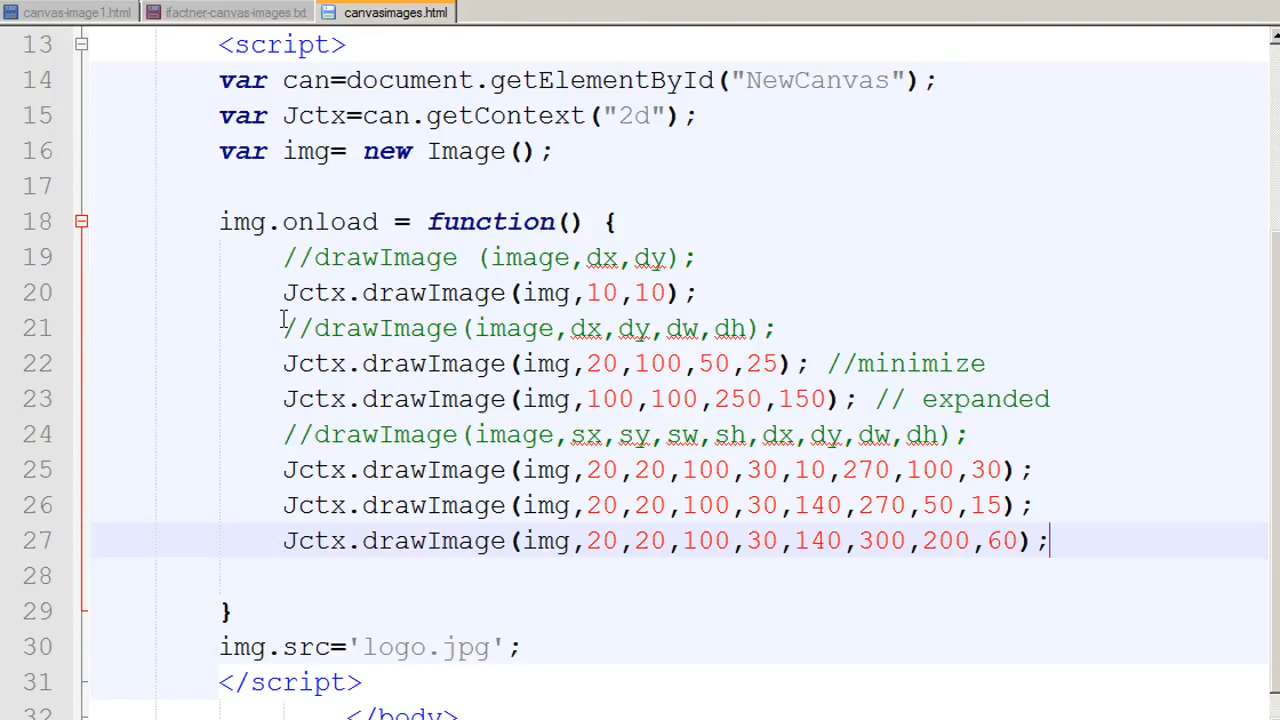 canvas-image1.html ifactner-canvas-images.txt canvasimages.html
13 <script>
14 var can=document.getElementById("NewCanvas");
15 var Jctx=can.getContext("2d");
16 var img= new Image();
17
18 img.onload = function() {
19 //drawImage (image,dx,dy);
20 Jctx.drawImage(img,10,10);
21 //drawImage(image,dx,dy,dw,dh);
22 Jctx.drawImage(img,20,100,50,25); //minimize
23 Jctx.drawImage(img,100,100,250,150); // expanded
24 //drawImage(image,sx,sy,sw,sh,dx,dy,dw,dh);
25 Jctx.drawImage(img,20,20,100,30,10,270,100,30);
26 Jctx.drawImage(img,20,20,100,30,140,270,50,15);
27 Jctx.drawImage(img,20,20,100,30,140,300,200,60);
28
29 }
30 img.src='logo.jpg';
31 </script>
32 </body>